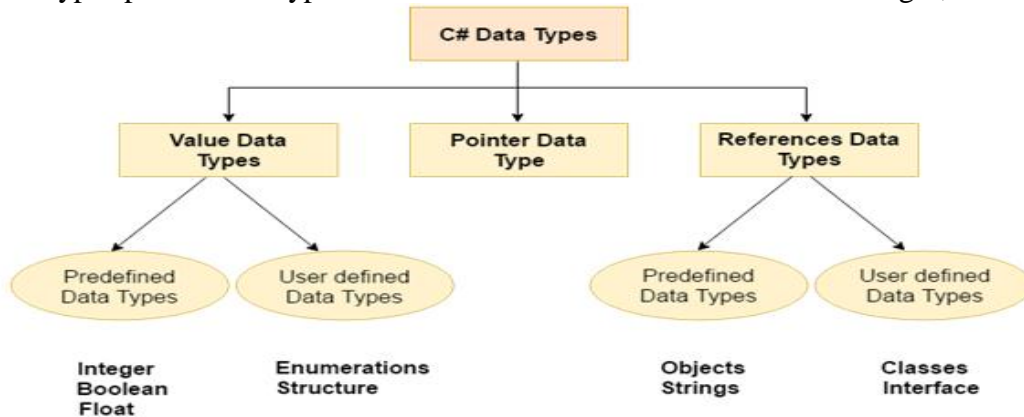 C# Data Types
Value Data
Types
Pointer Data
Type
References Data
Types
Predefined
Data Types
User defined
Data Types
Predefined
Data Types
User defined
Data Types
Integer
Boolean
Float
Enumerations
Structure
Objects
Strings
Classes
Interface